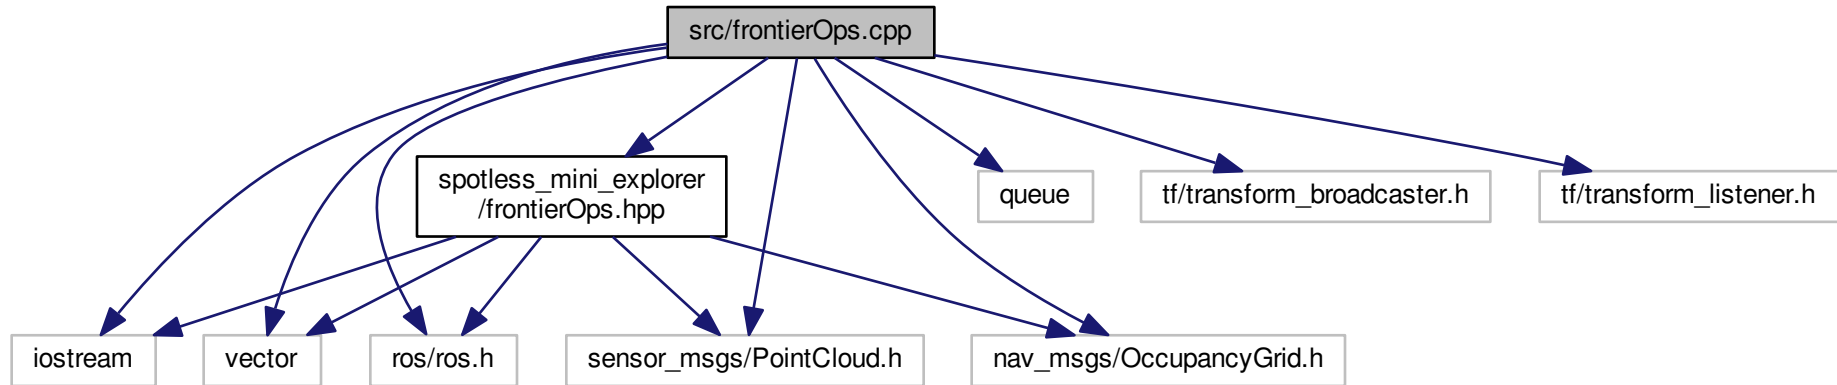 src/frontierOps.cpp
spotless_mini_explorer
/frontierOps.hpp
queue
tf/transform_broadcaster.h
tf/transform_listener.h
iostream
vector
ros/ros.h
sensor_msgs/PointCloud.h
nav_msgs/OccupancyGrid.h